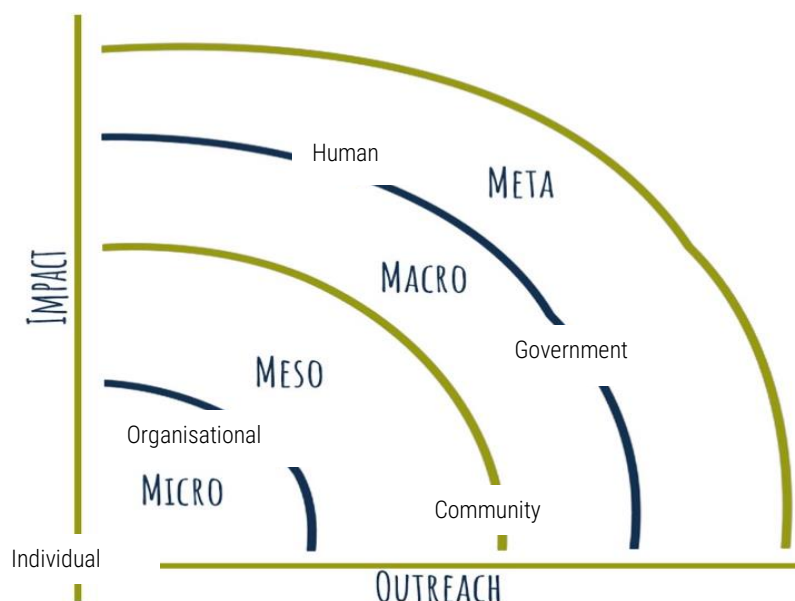 Human
META
MACRO
IMPACT
Government
MESO
Organisational
MICRO
Community
Individual
OUTREACH